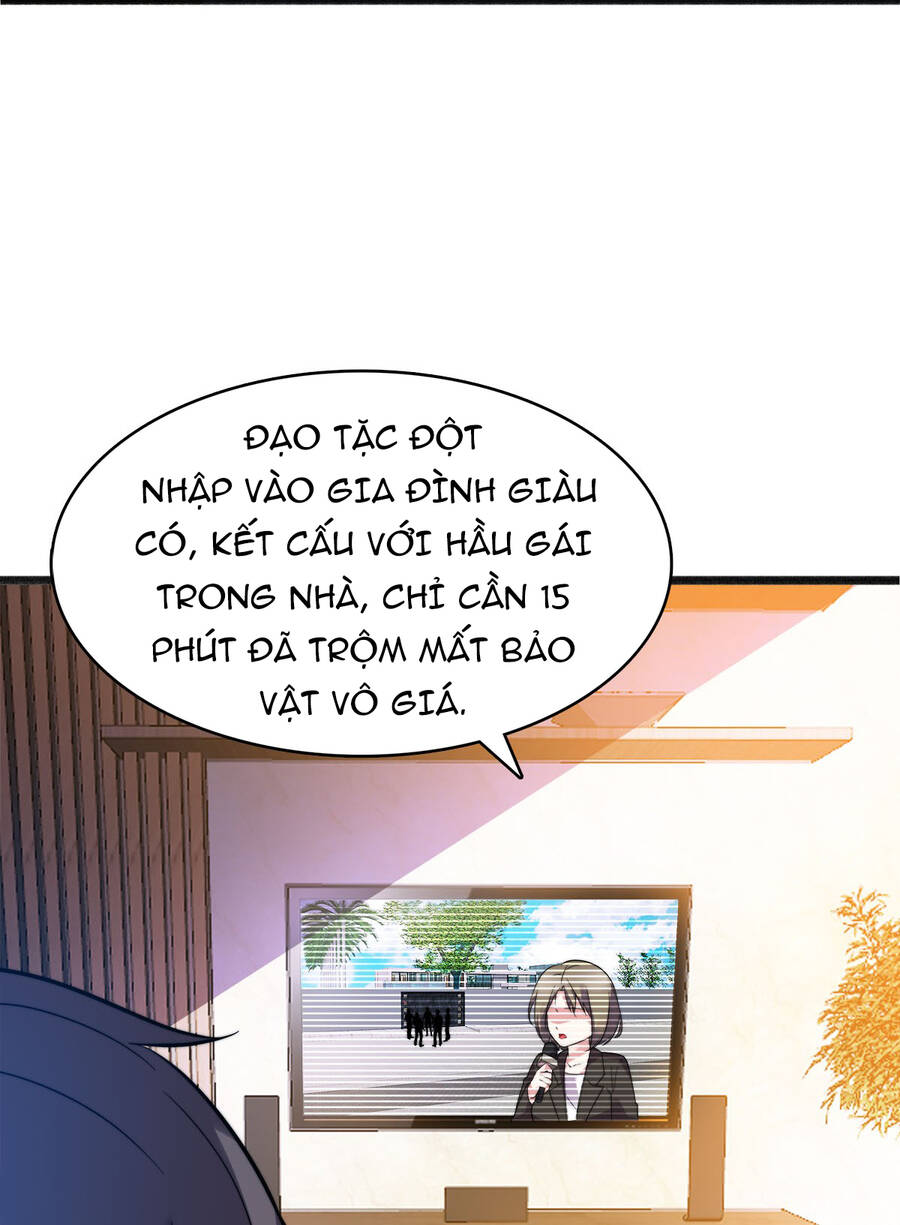 ĐẠO TẶC ĐỘT
NHẬP VÀO GIA ĐÌNH GIÀU
CÓ, KẾT CẤU VỚI HẦU GÁI
TRONG NHÀ, CHỈ CẦN 15
PHÚT ĐÃ TRỘM MẤT BẢO
VẬT VÔ GIÁ.